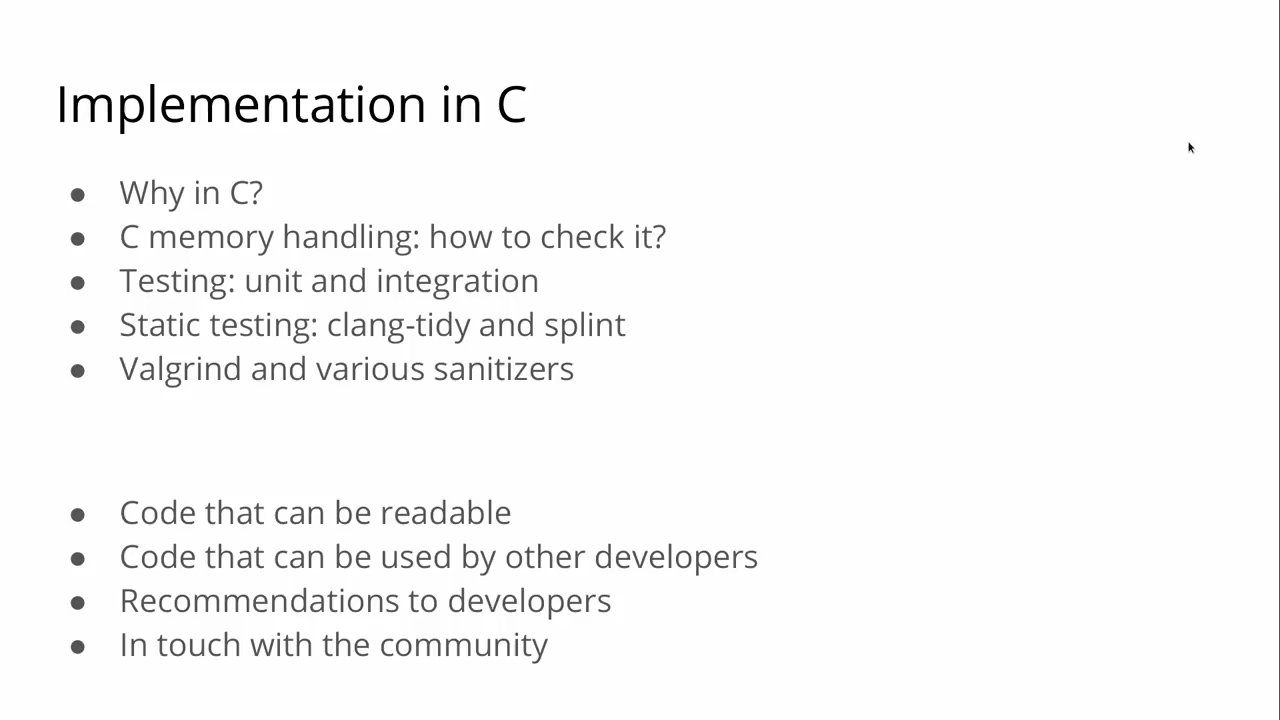 Implementation in C
● Why in C?
● C memory handling: how to check it?
● Testing: unit and integration
● Static testing: clang-tidy and splint
● Valgrind and various sanitizers
● Code that can be readable
● Code that can be used by other developers
● Recommendations to developers
● In touch with the community